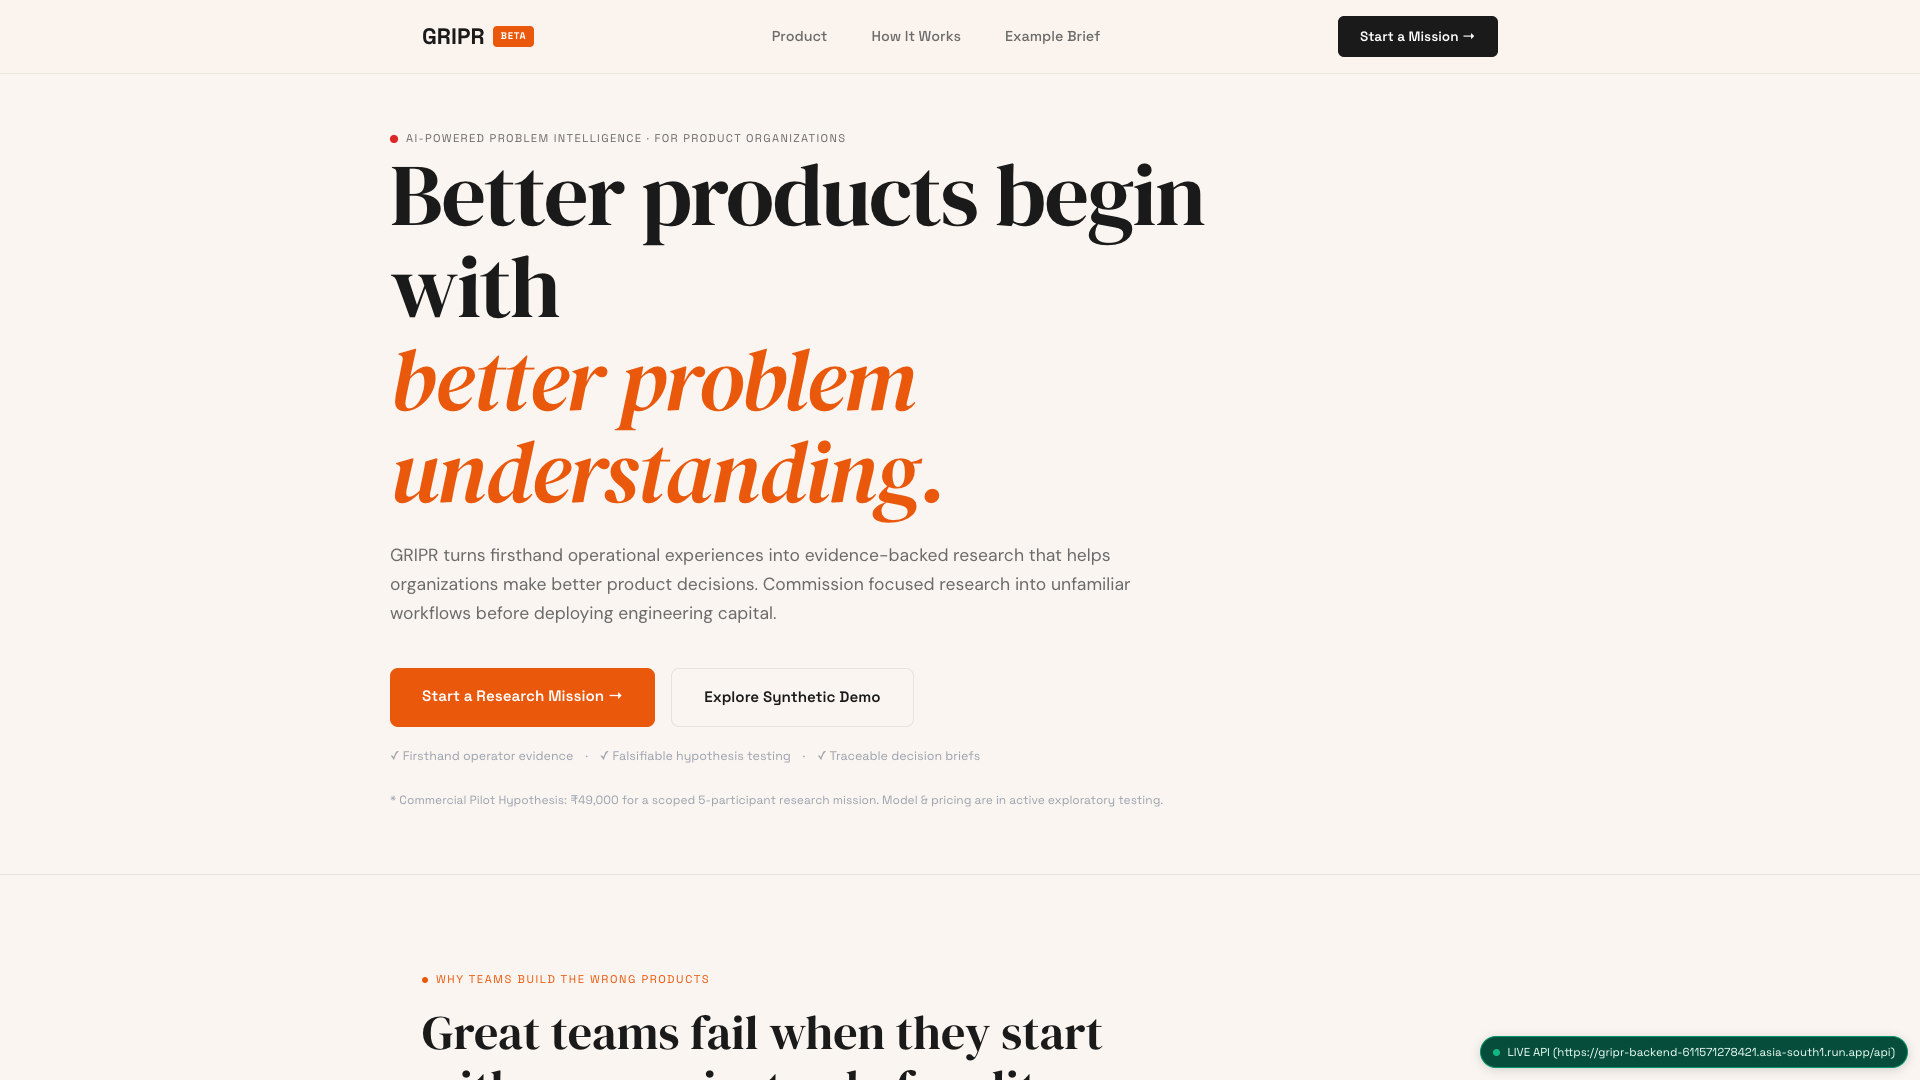 GRIPR BETA
Product
How It Works
Example Brief
Start a Mission →
AI-POWERED PROBLEM INTELLIGENCE · FOR PRODUCT ORGANIZATIONS
Better products begin
with
better problem
understanding.
GRIPR turns firsthand operational experiences into evidence-backed research that helps
organizations make better product decisions. Commission focused research into unfamiliar
workflows before deploying engineering capital.
Start a Research Mission →
Explore Synthetic Demo
✓ Firsthand operator evidence · ✓ Falsifiable hypothesis testing · ✓ Traceable decision briefs
* Commercial Pilot Hypothesis: ₹49,000 for a scoped 5-participant research mission. Model & pricing are in active exploratory testing.
WHY TEAMS BUILD THE WRONG PRODUCTS
Great teams fail when they start
LIVE API (https://gripr-backend-611571278421.asia-south1.run.app/api)